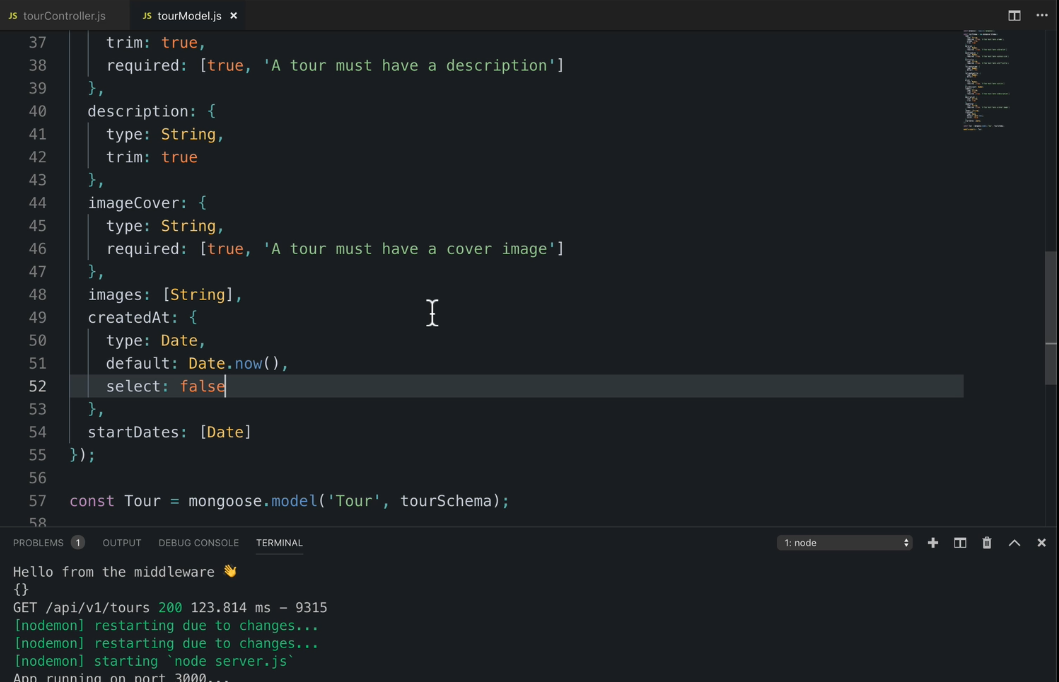 JS tourController.js JS tourModel.js ×
37 trim: true,
38 required: [true, 'A tour must have a description']
39 },
40 description: {
41 type: String,
42 trim: true
43 },
44 imageCover: {
45 type: String,
46 required: [true, 'A tour must have a cover image']
47 },
48 images: [String],
49 createdAt: {
50 type: Date,
51 default: Date.now(),
52 select: false
53 },
54 startDates: [Date]
55 });
56
57 const Tour = mongoose.model('Tour', tourSchema);
58
PROBLEMS 1 OUTPUT DEBUG CONSOLE TERMINAL 1: node
Hello from the middleware 👋
{}
GET /api/v1/tours 200 123.814 ms – 9315
[nodemon] restarting due to changes...
[nodemon] restarting due to changes...
[nodemon] starting `node server.js`
App running on port 3000...